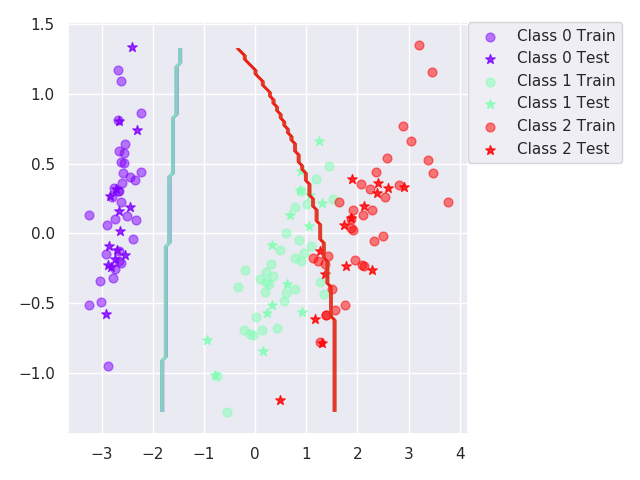 1.5
1.0
0.5
0.0
−0.5
−1.0
−3 −2 −1 0 1 2 3 4
Class 0 Train
Class 0 Test
Class 1 Train
Class 1 Test
Class 2 Train
Class 2 Test